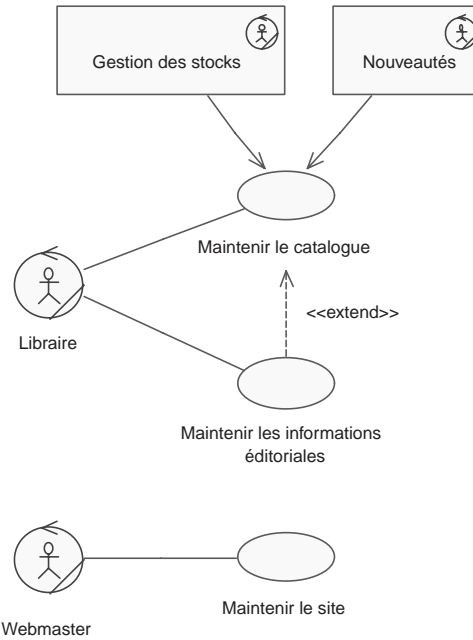 Gestion des stocks
Nouveautés
Maintenir le catalogue
<<extend>>
Libraire
Maintenir les informations
éditoriales
Maintenir le site
Webmaster